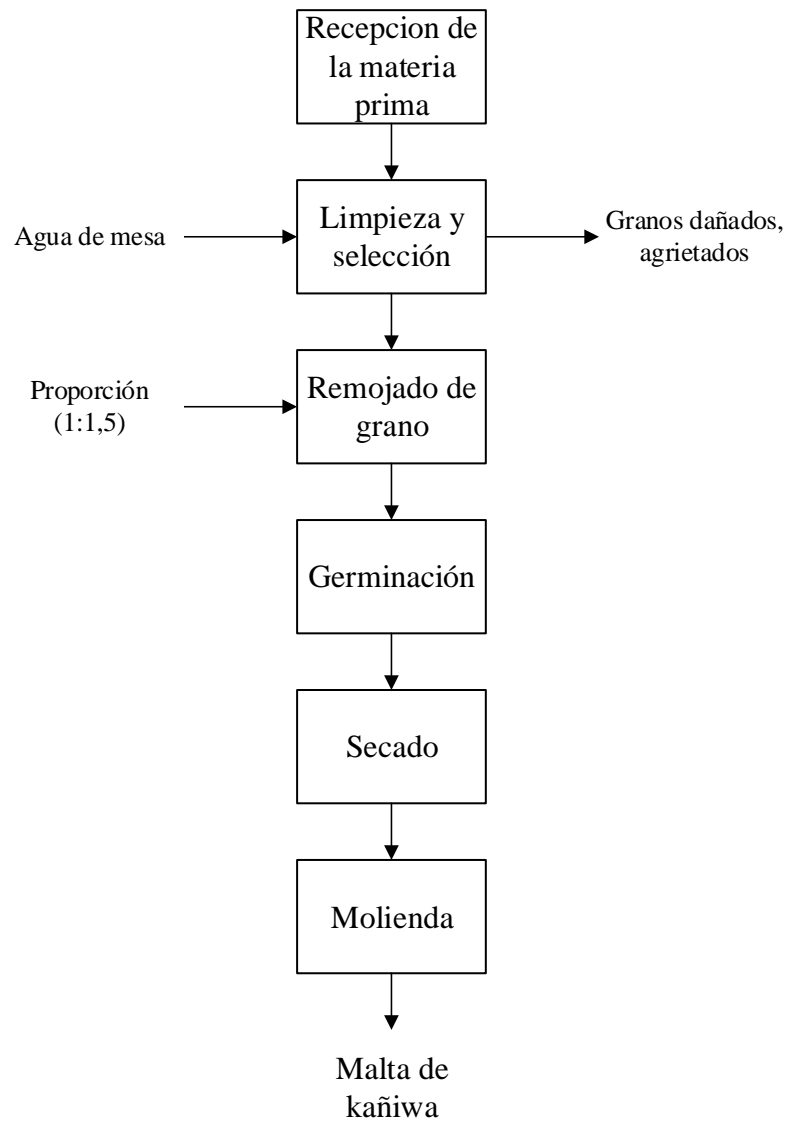 Recepcion de
la materia
prima
Agua de mesa
Limpieza y
selección
Granos dañados,
agrietados
Proporción
(1:1,5)
Remojado de
grano
Germinación
Secado
Molienda
Malta de
kañiwa